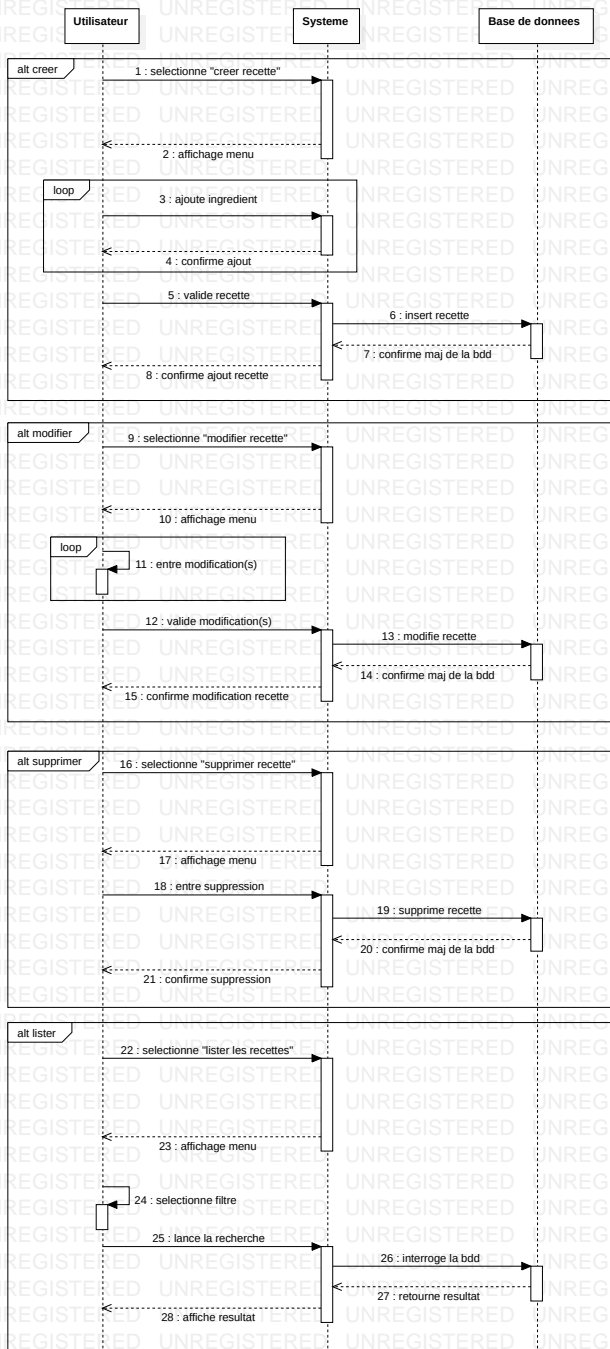 Utilisateur
Systeme
Base de donnees
alt creer
1 : selectionne "creer recette"
2 : affichage menu
loop
3 : ajoute ingredient
4 : confirme ajout
5 : valide recette
6 : insert recette
7 : confirme maj de la bdd
8 : confirme ajout recette
alt modifier
9 : selectionne "modifier recette"
10 : affichage menu
loop
11 : entre modification(s)
12 : valide modification(s)
13 : modifie recette
14 : confirme maj de la bdd
15 : confirme modification recette
alt supprimer
16 : selectionne "supprimer recette"
17 : affichage menu
18 : entre suppression
19 : supprime recette
20 : confirme maj de la bdd
21 : confirme suppression
alt lister
22 : selectionne "lister les recettes"
23 : affichage menu
24 : selectionne filtre
25 : lance la recherche
26 : interroge la bdd
27 : retourne resultat
28 : affiche resultat
UNREGISTERED